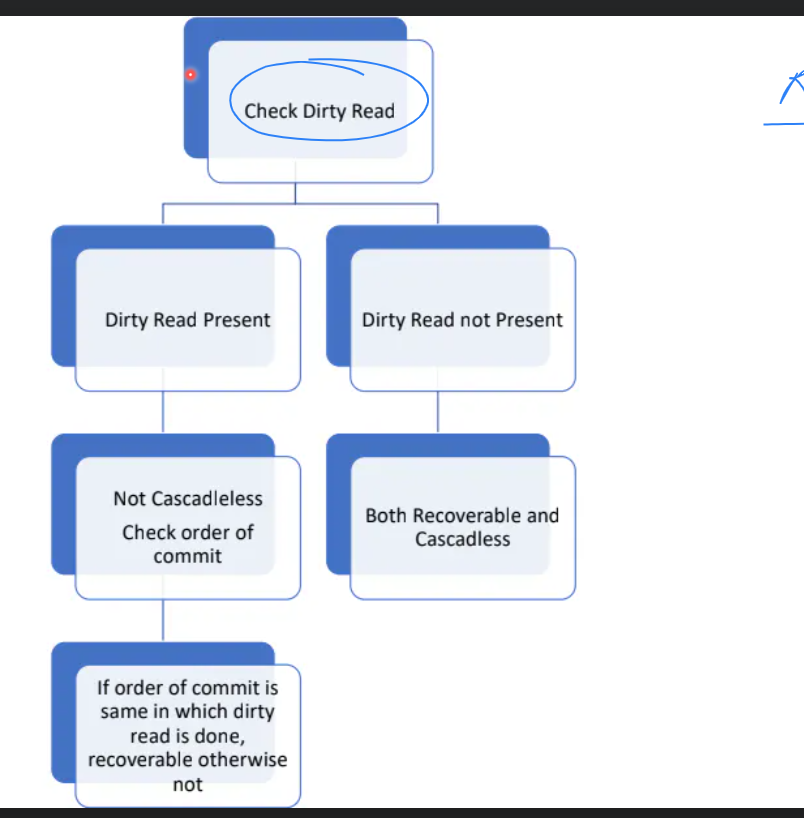 Check Dirty Read
Dirty Read Present
Dirty Read not Present
Not Cascadleless
Check order of
commit
Both Recoverable and
Cascadless
If order of commit is
same in which dirty
read is done,
recoverable otherwise
not